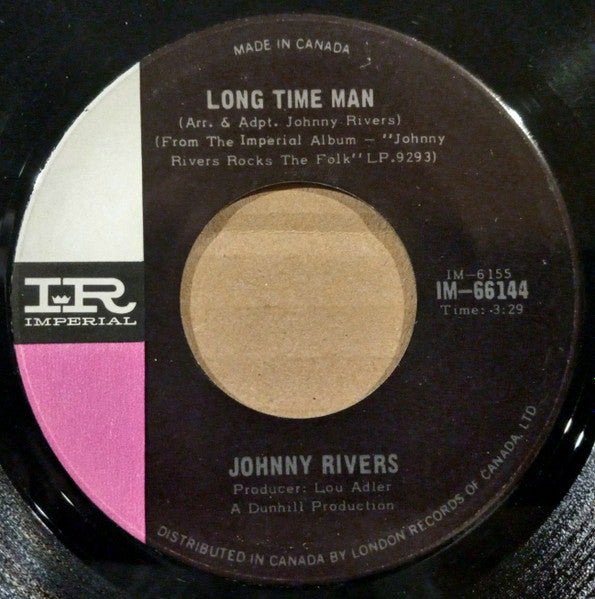 MADE IN CANADA
LONG TIME MAN
(Arr. & Adpt. Johnny Rivers)
(From The Imperial Album — "Johnny
Rivers Rocks The Folk" LP.9293)
IR
IMPERIAL
IM—6155
IM—66144
Time: 3:29
JOHNNY RIVERS
Producer: Lou Adler
A Dunhill Production
DISTRIBUTED IN CANADA BY LONDON RECORDS OF CANADA, LTD